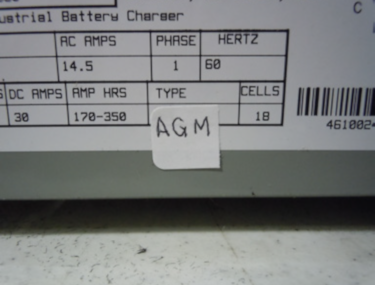 ustrial Battery Charger
C
AC AMPS PHASE HERTZ
14.5 1 60
S DC AMPS AMP HRS TYPE CELLS
30 170-350 18
AGM
461002